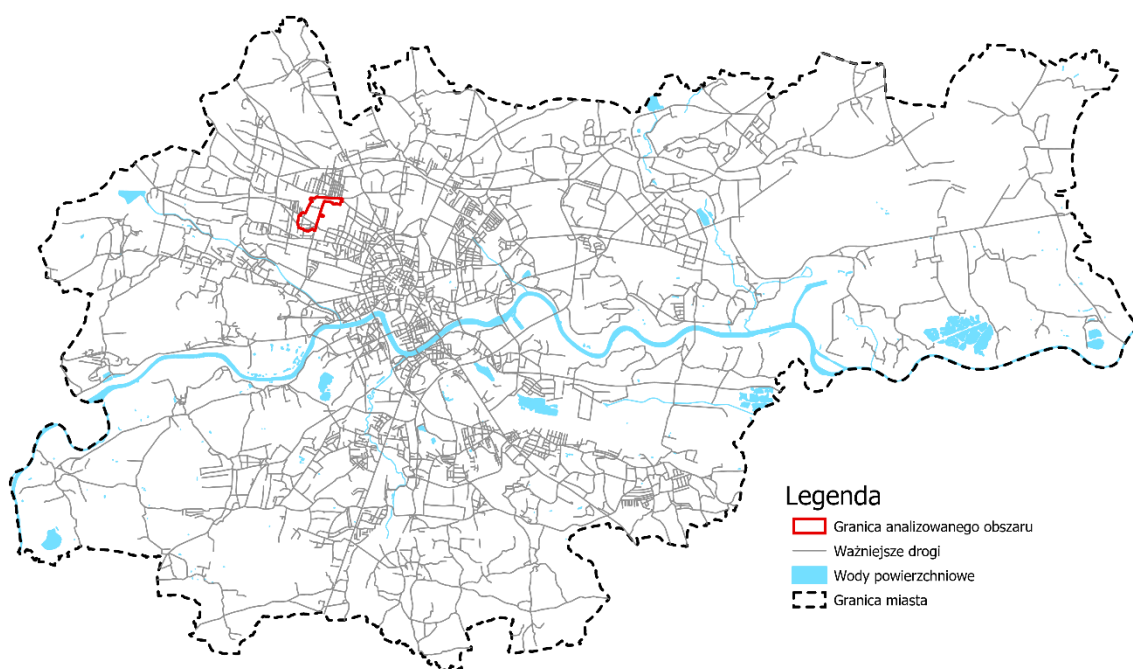 Legenda
Granica analizowanego obszaru
Ważniejsze drogi
Wody powierzchniowe
Granica miasta